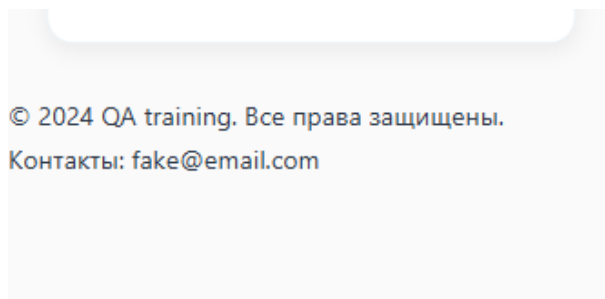 © 2024 QA training. Все права защищены.
Контакты: fake@email.com